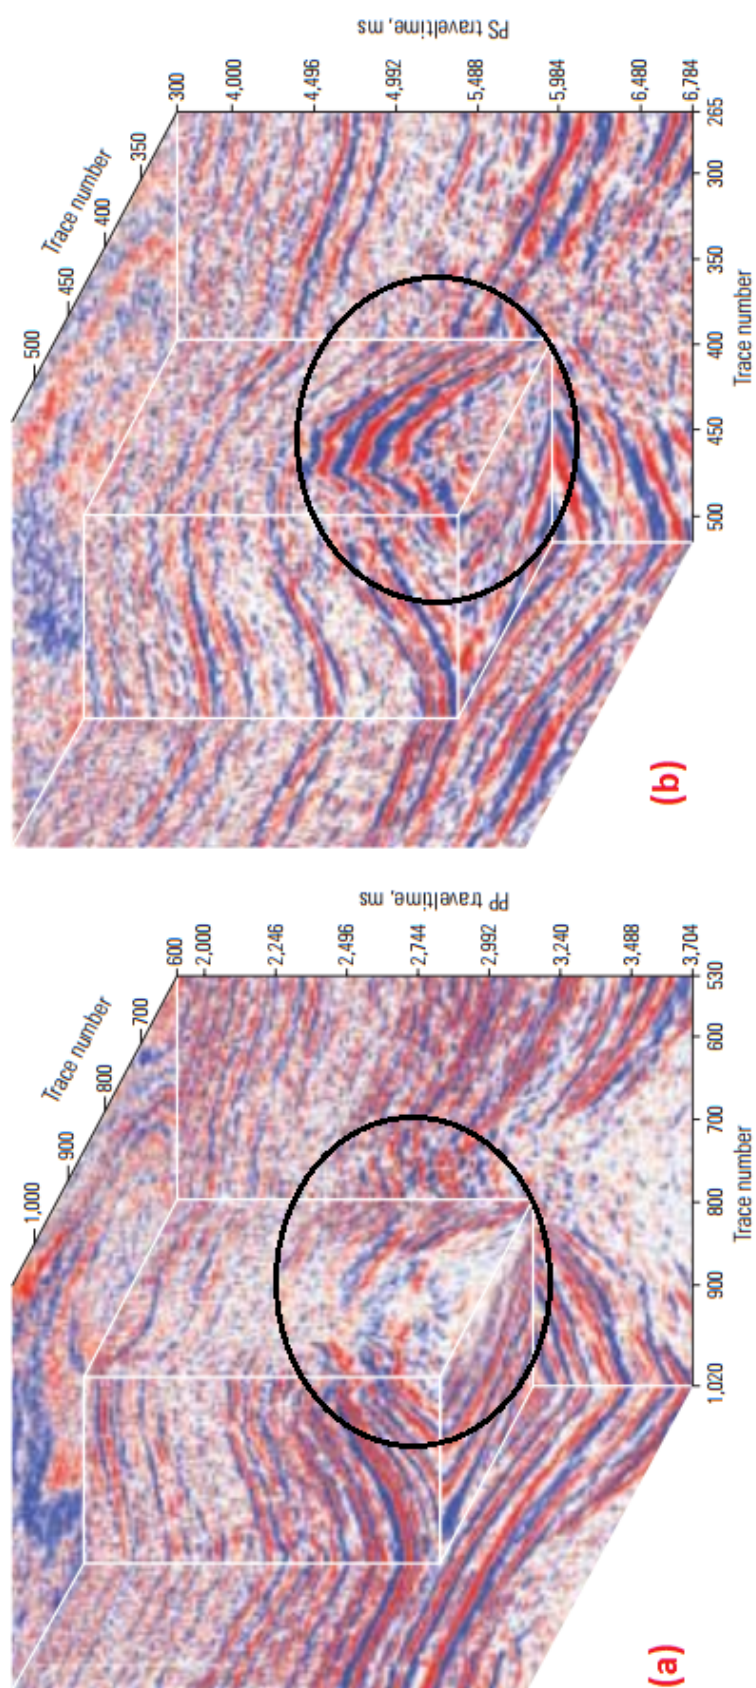 Trace number
1,000 900 800 700
600
2,000
2,246
2,496
2,744
2,992
3,240
3,488
3,704
PP traveltime, ms
1,020 900 800 700 600 530
Trace number
(a)
Trace number
500 450 400 350
300
4,000
4,496
4,992
5,488
5,984
6,480
6,784
PS traveltime, ms
500 450 400 350 300 265
Trace number
(b)